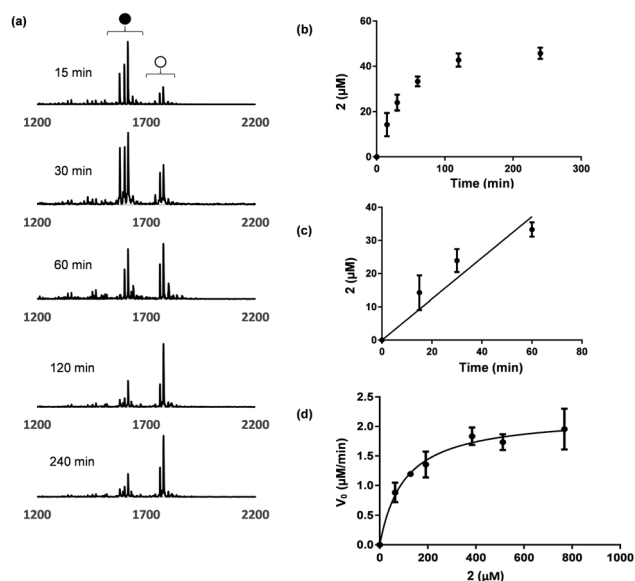 (a)
15 min
1200 1700 2200
30 min
1200 1700 2200
60 min
1200 1700 2200
120 min
1200 1700 2200
240 min
1200 1700 2200
(b)
2 (µM)
60
40
20
0
0 100 200 300
Time (min)
(c)
2 (µM)
40
30
20
10
0
0 20 40 60 80
Time (min)
(d)
V₀ (µM/min)
2.5
2.0
1.5
1.0
0.5
0.0
0 200 400 600 800 1000
2 (µM)